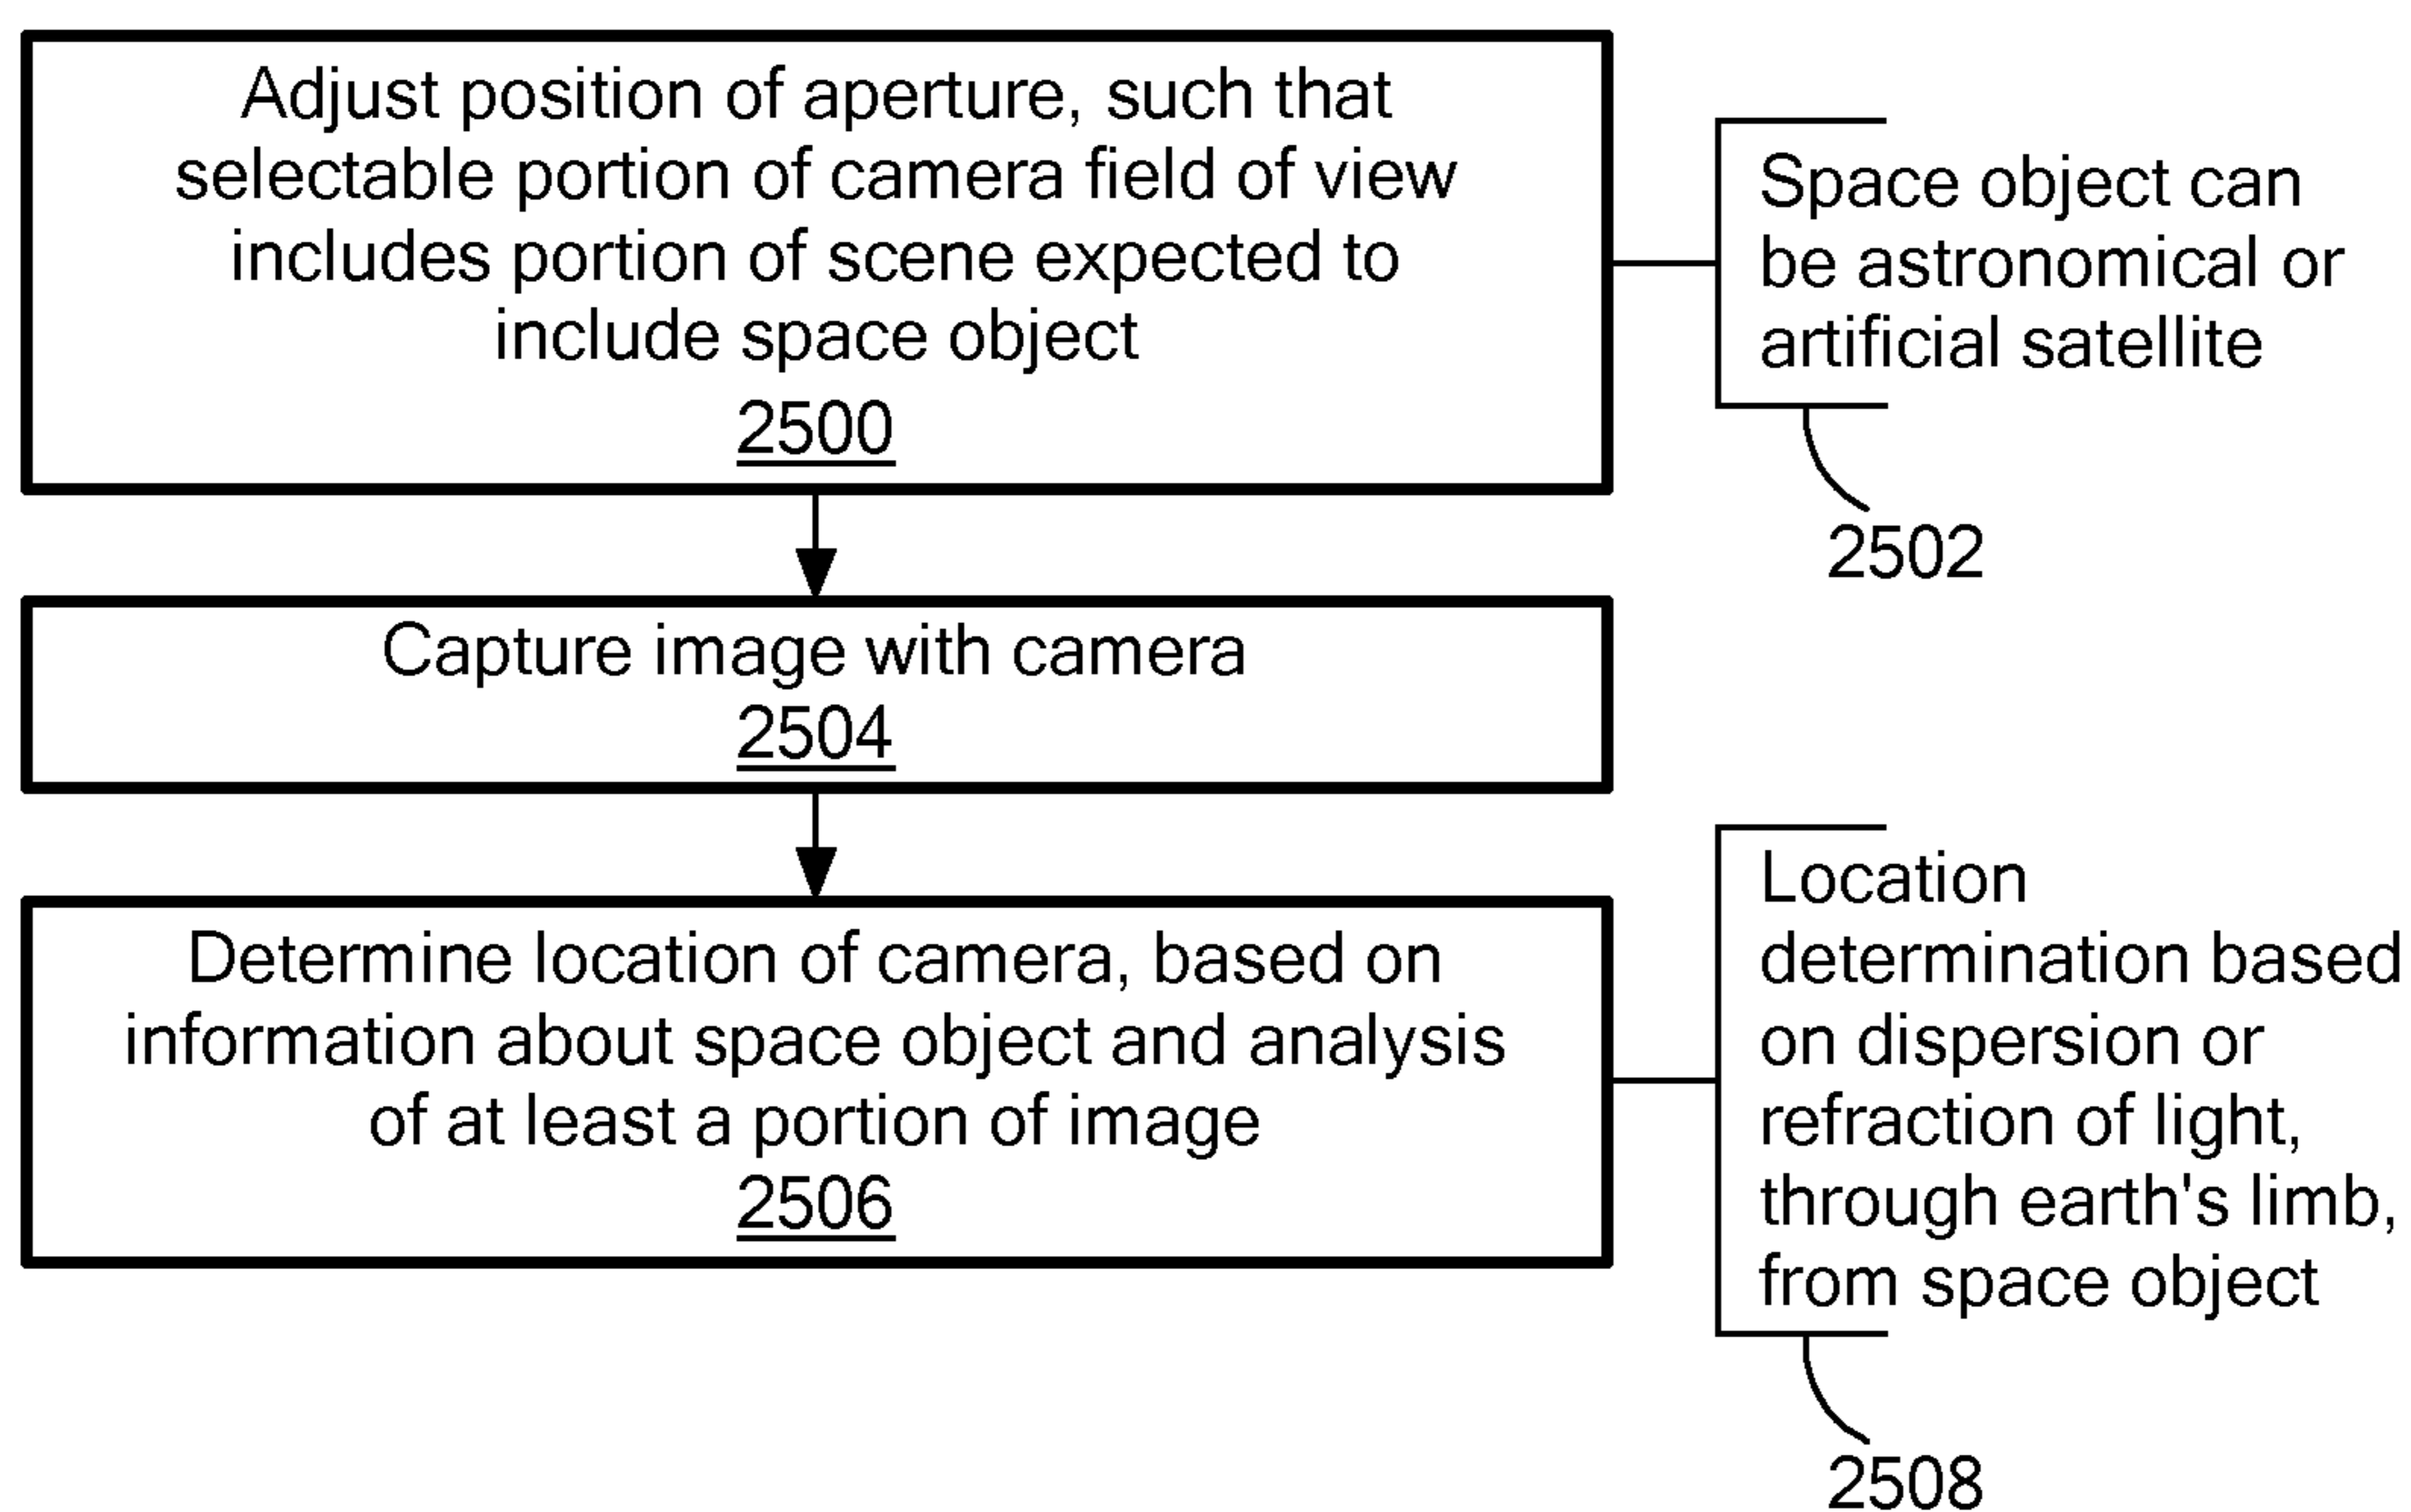 Adjust position of aperture, such that
selectable portion of camera field of view
includes portion of scene expected to
include space object
2500
Space object can
be astronomical or
artificial satellite
2502
Capture image with camera
2504
Determine location of camera, based on
information about space object and analysis
of at least a portion of image
2506
Location
determination based
on dispersion or
refraction of light,
through earth's limb,
from space object
2508